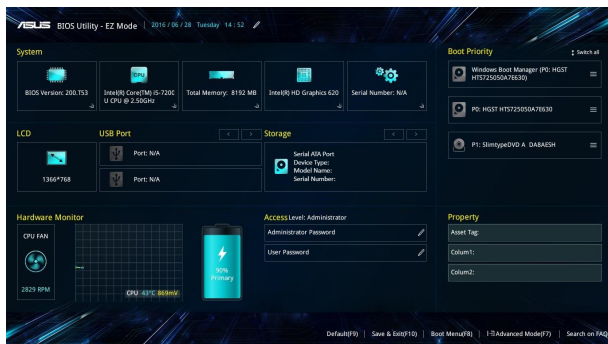 ASUS BIOS Utility - EZ Mode 2016 / 06 / 28 Tuesday 14 : 52
System
BIOS Version: 200.T53
Intel(R) Core(TM) i5-7200
U CPU @ 2.50GHz
Total Memory: 8192 MB
Intel(R) HD Graphics 620
Serial Number: N/A
Boot Priority
Switch all
Windows Boot Manager (P0: HGST
HTS725050A7E630)
P0: HGST HTS725050A7E630
P1: SlimtypeDVD A DA8AESH
LCD
1366*768
USB Port
Port: N/A
Port: N/A
Storage
Serial ATA Port
Device Type:
Model Name:
Serial Number:
Hardware Monitor
CPU FAN
2829 RPM
CPU 43°C 869mV
90%
Primary
Access Level: Administrator
Administrator Password
User Password
Property
Asset Tag:
Colum1:
Colum2:
Default(F9) Save & Exit(F10) Boot Menu(F8) Advanced Mode(F7) Search on FAQ